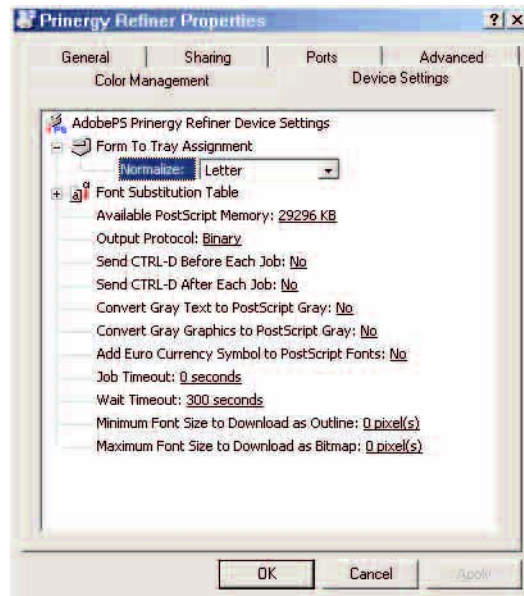 Prinergy Refiner Properties
General Sharing Ports Advanced
Color Management Device Settings
AdobePS Prinergy Refiner Device Settings
Form To Tray Assignment
Normalize: Letter
Font Substitution Table
Available PostScript Memory: 29296 KB
Output Protocol: Binary
Send CTRL-D Before Each Job: No
Send CTRL-D After Each Job: No
Convert Gray Text to PostScript Gray: No
Convert Gray Graphics to PostScript Gray: No
Add Euro Currency Symbol to PostScript Fonts: No
Job Timeout: 0 seconds
Wait Timeout: 300 seconds
Minimum Font Size to Download as Outline: 0 pixel(s)
Maximum Font Size to Download as Bitmap: 0 pixel(s)
OK Cancel Apply